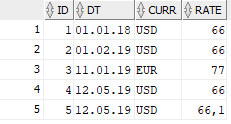 ID DT CURR RATE
1 1 01.01.18 USD 66
2 2 01.02.19 USD 66
3 3 11.01.19 EUR 77
4 4 12.05.19 USD 66
5 5 12.05.19 USD 66,1